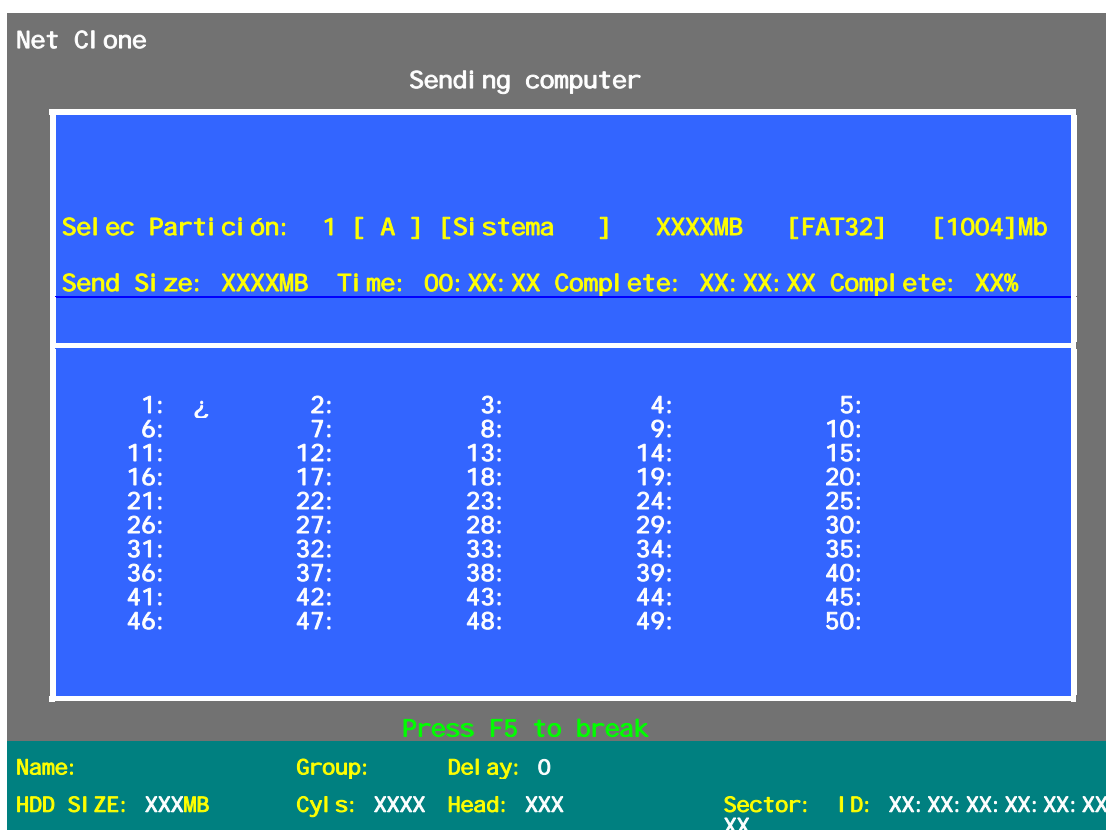 Net Clone
Sending computer
Selec Partición: 1 [ A ] [Sistema ] XXXXMB [FAT32] [1004]Mb
Send Size: XXXXMB Time: 00:XX:XX Complete: XX:XX:XX Complete: XX%
1: ¿ 2: 3: 4: 5:
6: 7: 8: 9: 10:
11: 12: 13: 14: 15:
16: 17: 18: 19: 20:
21: 22: 23: 24: 25:
26: 27: 28: 29: 30:
31: 32: 33: 34: 35:
36: 37: 38: 39: 40:
41: 42: 43: 44: 45:
46: 47: 48: 49: 50:
Press F5 to break
Name: Group: Delay: 0
HDD SIZE: XXXMB Cyls: XXXX Head: XXX Sector: ID: XX:XX:XX:XX:XX:XX
XX